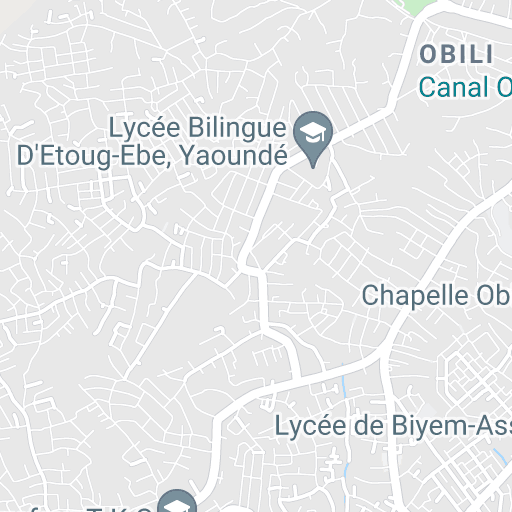 OBILI
Canal O
Lycée Bilingue
D'Etoug-Ebe, Yaoundé
Chapelle Ob
Lycée de Biyem-Ass